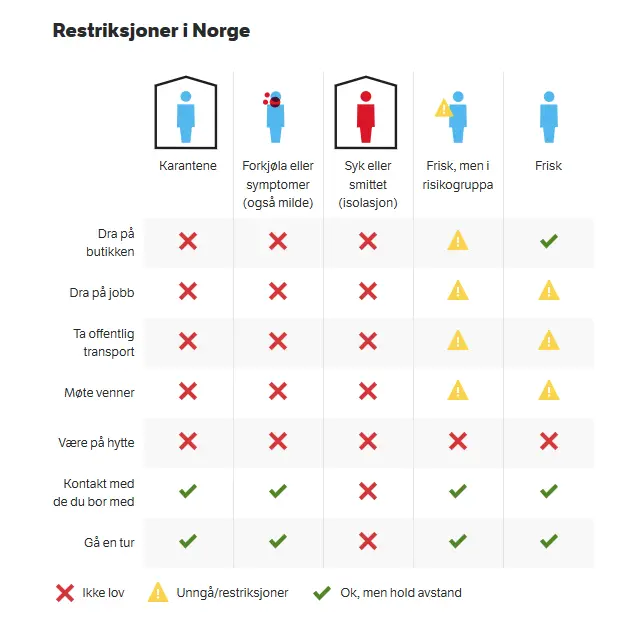 Restriksjoner i Norge
Karantene
Forkjøla eller
symptomer
(også milde)
Syk eller
smittet
(isolasjon)
Frisk, men i
risikogruppa
Frisk
Dra på
butikken
Dra på jobb
Ta offentlig
transport
Møte venner
Være på hytte
Kontakt med
de du bor med
Gå en tur
Ikke lov
Unngå/restriksjoner
Ok, men hold avstand